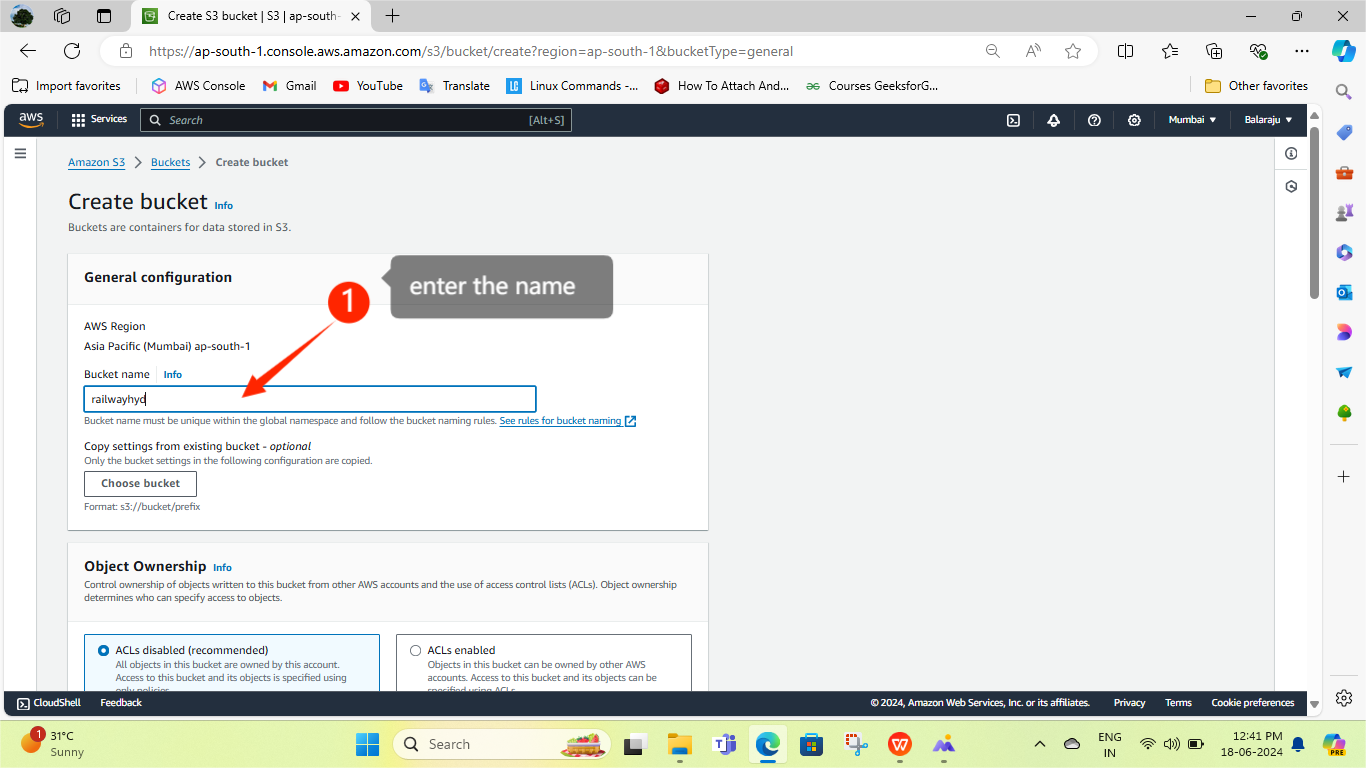 Create S3 bucket | S3 | ap-south-
https://ap-south-1.console.aws.amazon.com/s3/bucket/create?region=ap-south-1&bucketType=general
Import favorites
AWS Console
Gmail
YouTube
Translate
Linux Commands -...
How To Attach And...
Courses GeeksforG...
Other favorites
aws
Services
Search
[Alt+S]
Mumbai
Balaraju
Amazon S3
Buckets
Create bucket
Create bucket Info
Buckets are containers for data stored in S3.
General configuration
1
enter the name
AWS Region
Asia Pacific (Mumbai) ap-south-1
Bucket name Info
railwayhyd
Bucket name must be unique within the global namespace and follow the bucket naming rules. See rules for bucket naming
Copy settings from existing bucket - optional
Only the bucket settings in the following configuration are copied.
Choose bucket
Format: s3://bucket/prefix
Object Ownership Info
Control ownership of objects written to this bucket from other AWS accounts and the use of access control lists (ACLs). Object ownership
determines who can specify access to objects.
ACLs disabled (recommended)
All objects in this bucket are owned by this account.
Access to this bucket and its objects is specified using
only policies.
ACLs enabled
Objects in this bucket can be owned by other AWS
accounts. Access to this bucket and its objects can be
specified using ACLs.
CloudShell
Feedback
© 2024, Amazon Web Services, Inc. or its affiliates.
Privacy
Terms
Cookie preferences
1
31°C
Sunny
Search
ENG
IN
12:41 PM
18-06-2024
PRE